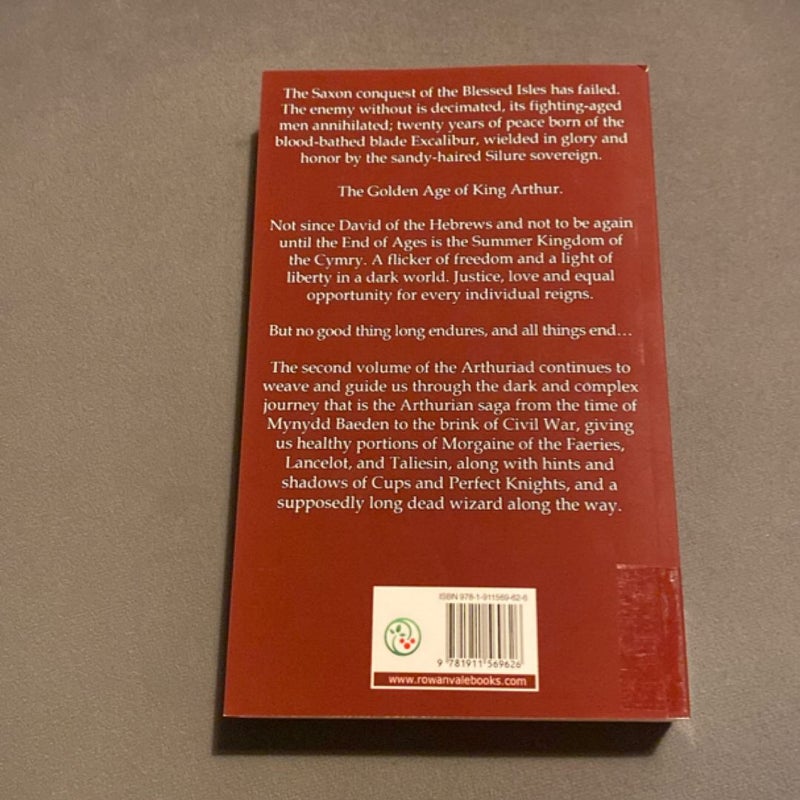 The Saxon conquest of the Blessed Isles has failed.
The enemy without is decimated, its fighting-aged
men annihilated; twenty years of peace born of the
blood-bathed blade Excalibur, wielded in glory and
honor by the sandy-haired Silure sovereign.
The Golden Age of King Arthur.
Not since David of the Hebrews and not to be again
until the End of Ages is the Summer Kingdom of
the Cymry. A flicker of freedom and a light of
liberty in a dark world. Justice, love and equal
opportunity for every individual reigns.
But no good thing long endures, and all things end...
The second volume of the Arthuriad continues to
weave and guide us through the dark and complex
journey that is the Arthurian saga from the time of
Mynydd Baeden to the brink of Civil War, giving
us healthy portions of Morgaine of the Faeries,
Lancelot, and Taliesin, along with hints and
shadows of Cups and Perfect Knights, and a
supposedly long dead wizard along the way.
ISBN 978-1-911569-62-6
9 781911 569626
www.rowanvalebooks.com